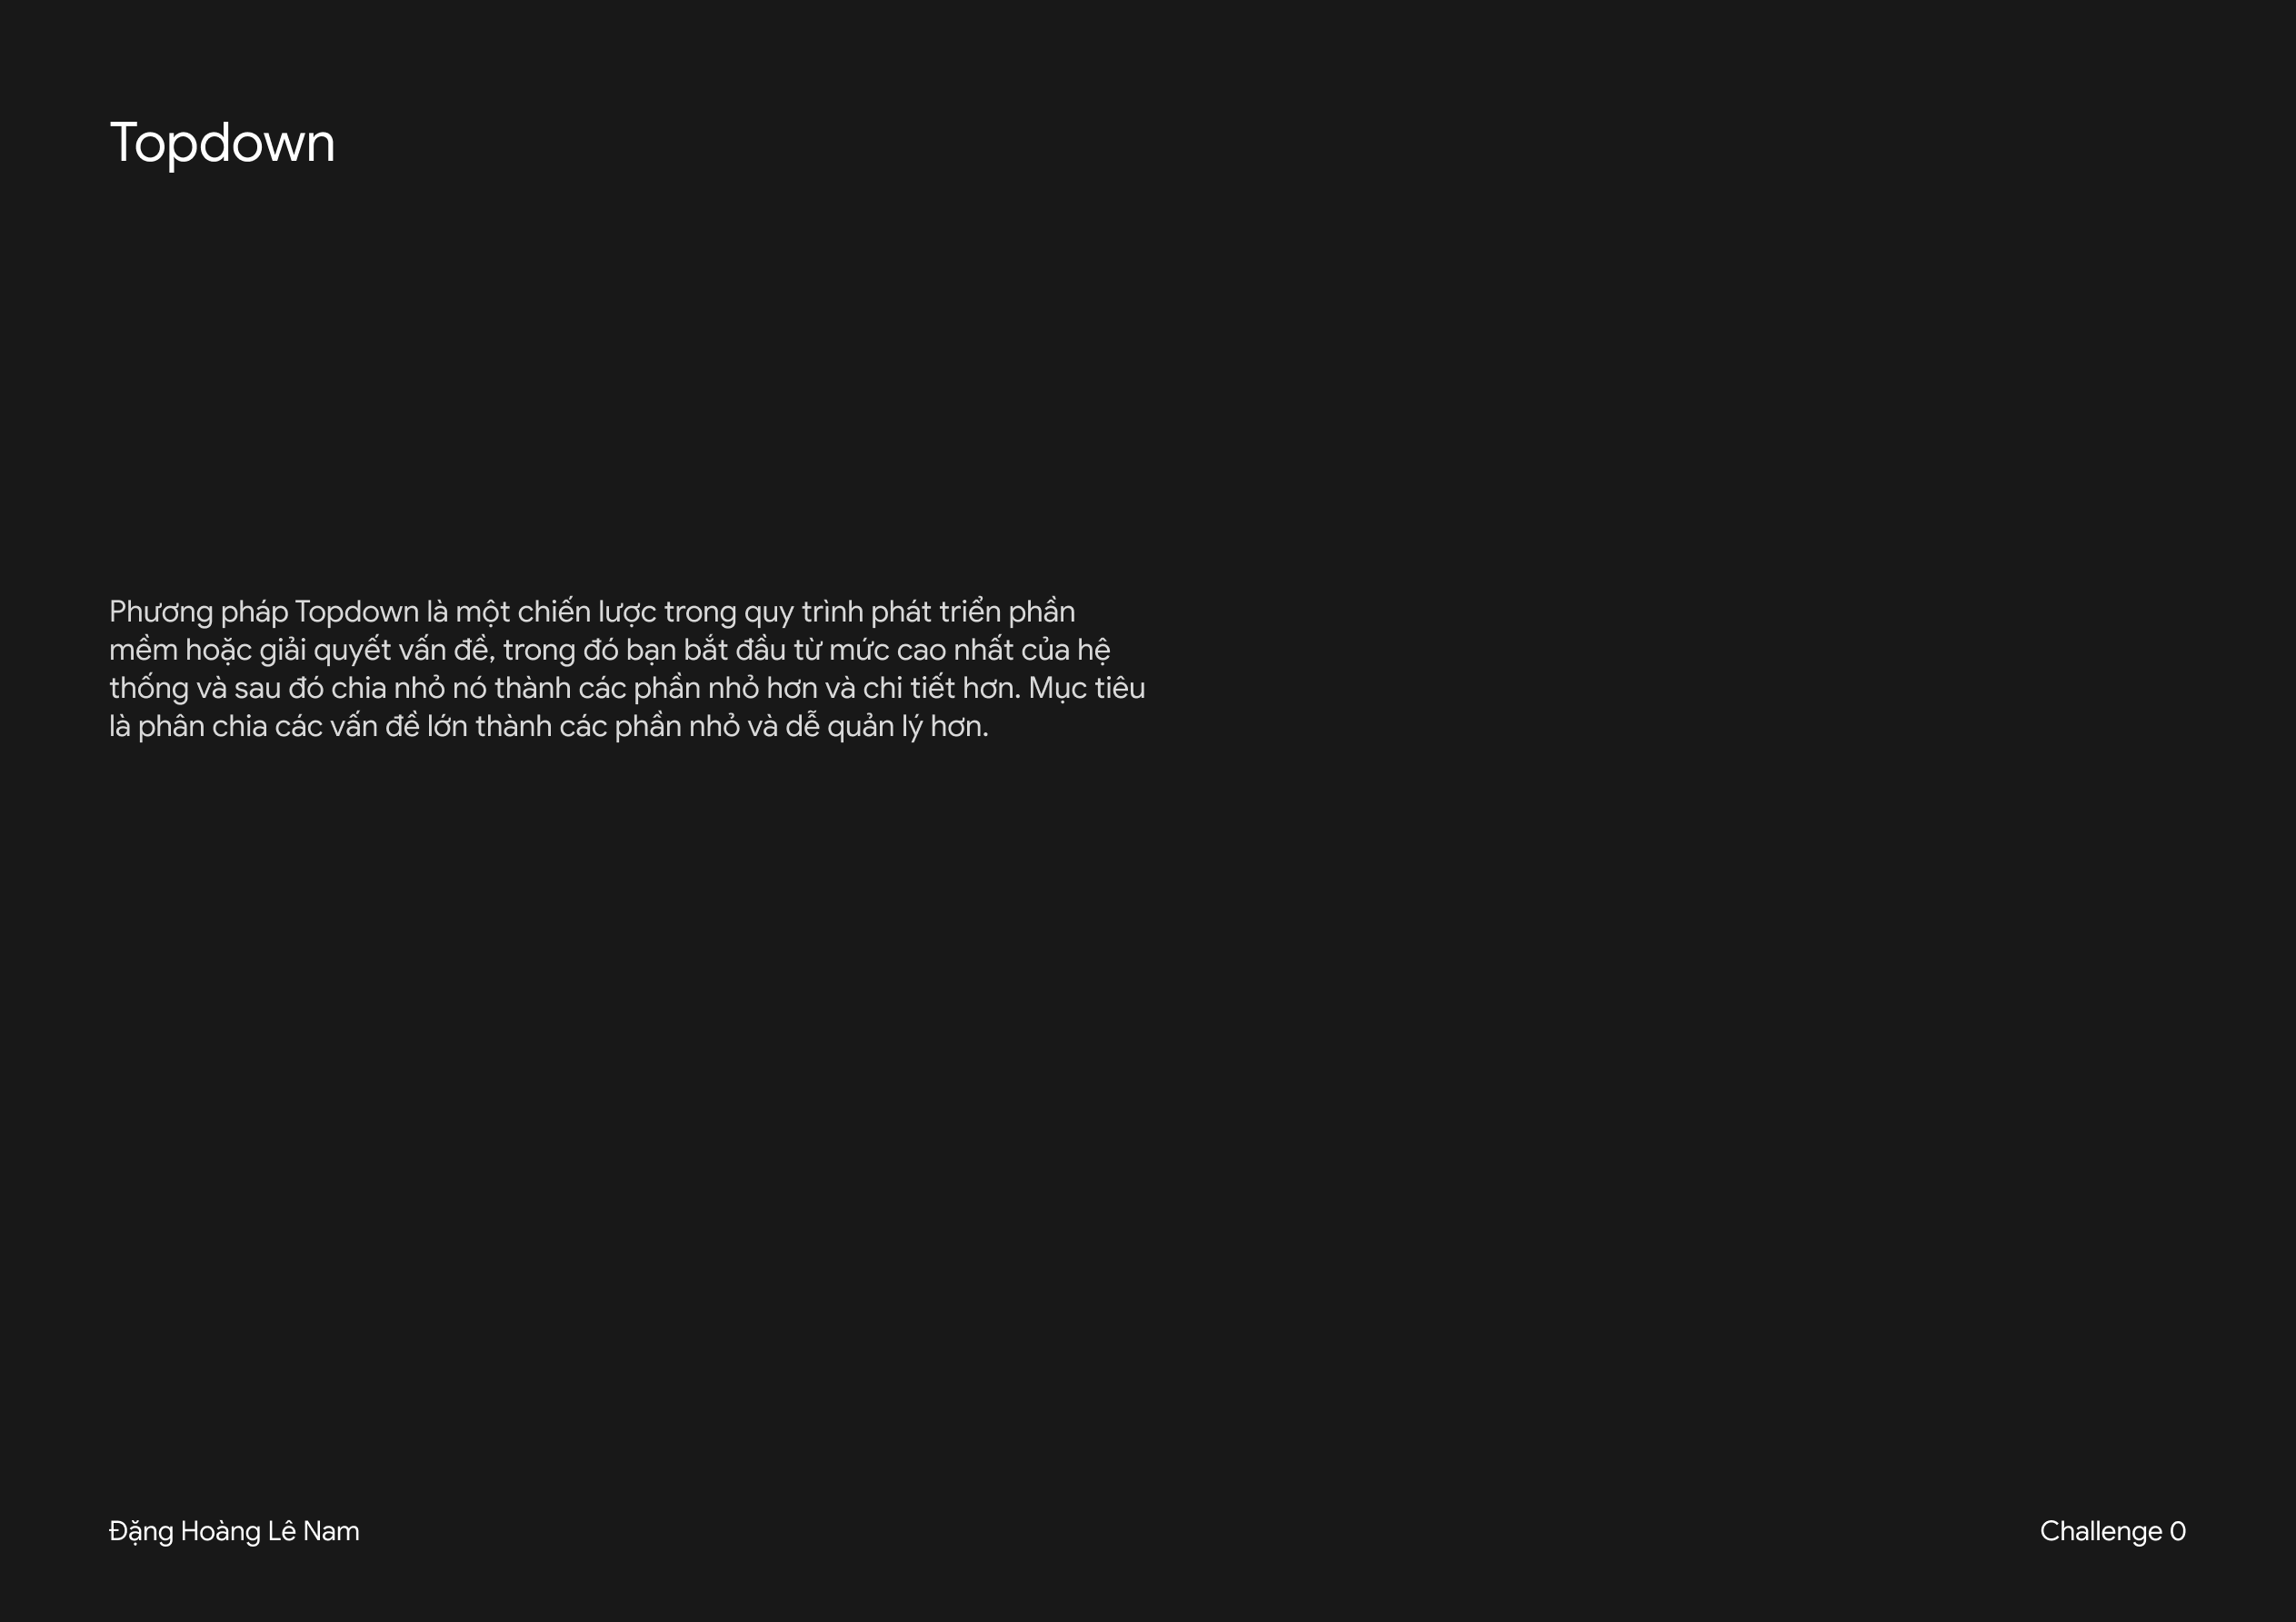 Topdown
Phương pháp Topdown là một chiến lược trong quy trình phát triển phần
mềm hoặc giải quyết vấn đề, trong đó bạn bắt đầu từ mức cao nhất của hệ
thống và sau đó chia nhỏ nó thành các phần nhỏ hơn và chi tiết hơn. Mục tiêu
là phân chia các vấn đề lớn thành các phần nhỏ và dễ quản lý hơn.
Đặng Hoàng Lê Nam
Challenge 0